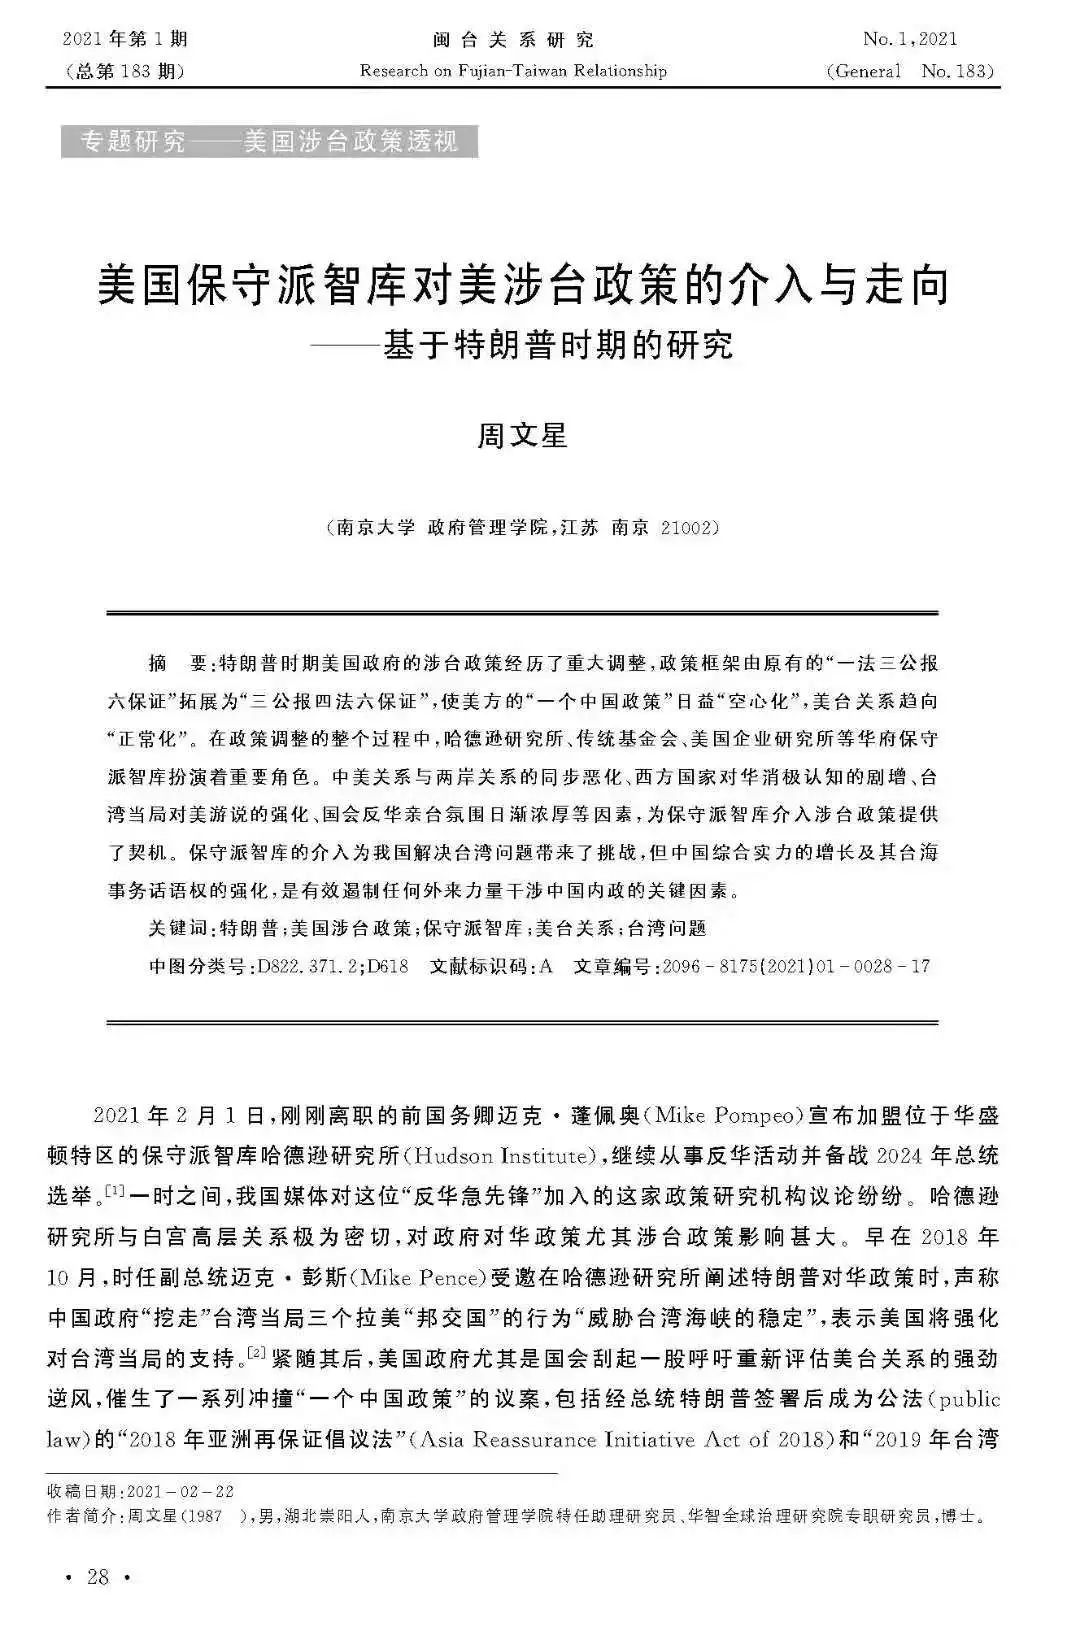 2021年第1期 闽台关系研究 No.1,2021
(总第183期) Research on Fujian-Taiwan Relationship (General No.183)
专题研究——美国涉台政策透视
美国保守派智库对美涉台政策的介入与走向
——基于特朗普时期的研究
周文星
(南京大学 政府管理学院,江苏 南京 21002)
摘 要:特朗普时期美国政府的涉台政策经历了重大调整,政策框架由原有的“一法三公报
六保证”拓展为“三公报四法六保证”,使美方的“一个中国政策”日益“空心化”,美台关系趋向
“正常化”。在政策调整的整个过程中,哈德逊研究所、传统基金会、美国企业研究所等华府保守
派智库扮演着重要角色。中美关系与两岸关系的同步恶化、西方国家对华消极认知的剧增、台
湾当局对美游说的强化、国会反华亲台氛围日渐浓厚等因素,为保守派智库介入涉台政策提供
了契机。保守派智库的介入为我国解决台湾问题带来了挑战,但中国综合实力的增长及其台海
事务话语权的强化,是有效遏制任何外来力量干涉中国内政的关键因素。
关键词:特朗普;美国涉台政策;保守派智库;美台关系;台湾问题
中图分类号:D822.371.2;D618 文献标识码:A 文章编号:2096-8175(2021)01-0028-17
2021年2月1日,刚刚离职的前国务卿迈克·蓬佩奥(Mike Pompeo)宣布加盟位于华盛
顿特区的保守派智库哈德逊研究所(Hudson Institute),继续从事反华活动并备战2024年总统
选举。[1]一时之间,我国媒体对这位“反华急先锋”加入的这家政策研究机构议论纷纷。哈德逊
研究所与白宫高层关系极为密切,对政府对华政策尤其涉台政策影响甚大。早在2018年
10月,时任副总统迈克·彭斯(Mike Pence)受邀在哈德逊研究所阐述特朗普对华政策时,声称
中国政府“挖走”台湾当局三个拉美“邦交国”的行为“威胁台湾海峡的稳定”,表示美国将强化
对台湾当局的支持。[2]紧随其后,美国政府尤其是国会刮起一股呼吁重新评估美台关系的强劲
逆风,催生了一系列冲撞“一个中国政策”的议案,包括经总统特朗普签署后成为公法(public
law)的“2018年亚洲再保证倡议法”(Asia Reassurance Initiative Act of 2018)和“2019年台湾
收稿日期:2021-02-22
作者简介:周文星(1987 ),男,湖北崇阳人,南京大学政府管理学院特任助理研究员、华智全球治理研究院专职研究员,博士。
· 28 ·